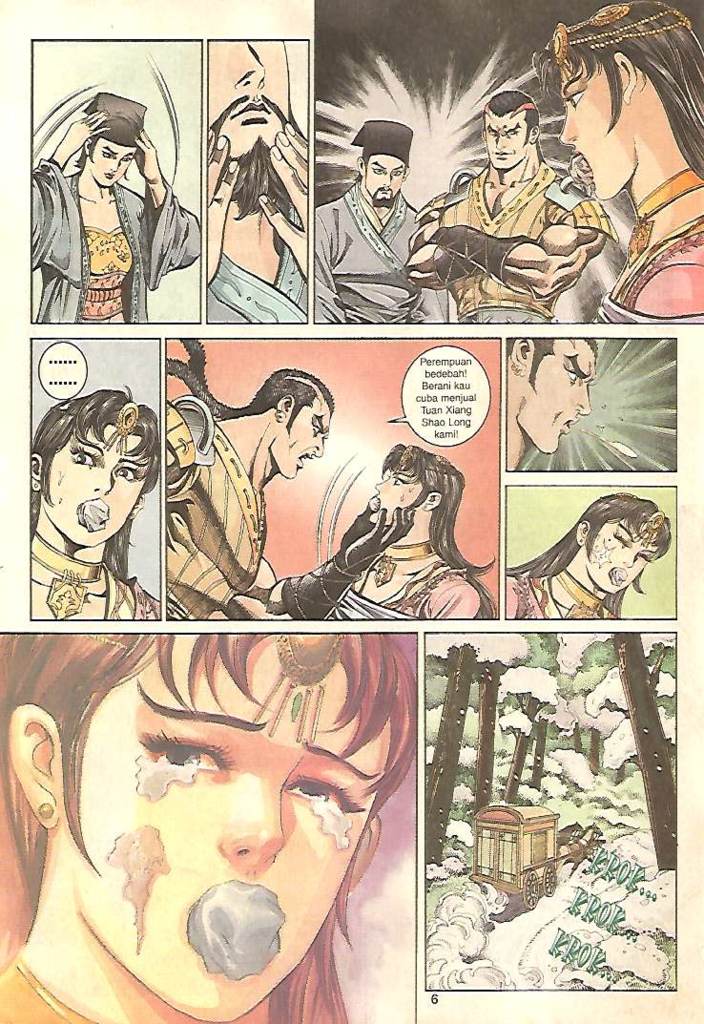 ......
......
Perempuan
bedebah!
Berani kau
cuba menjual
Tuan Xiang
Shao Long
kami!
KROK...
KROK...
KROK...
6